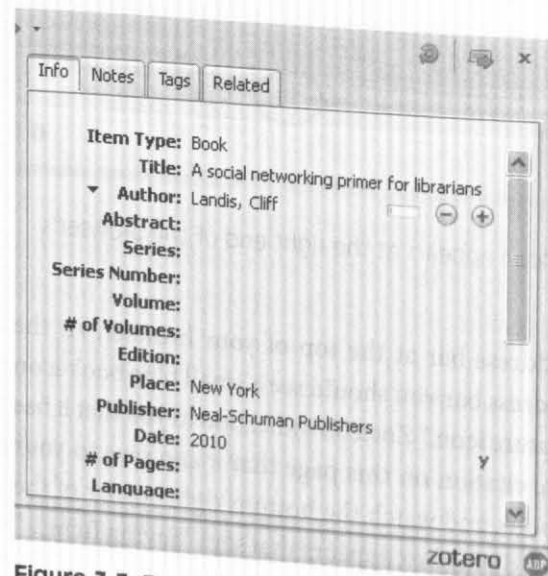 Info Notes Tags Related
Item Type: Book
Title: A social networking primer for librarians
Author: Landis, Cliff
Abstract:
Series:
Series Number:
Volume:
# of Volumes:
Edition:
Place: New York
Publisher: Neal-Schuman Publishers
Date: 2010 y
# of Pages:
Language:
zotero ABP
Figure